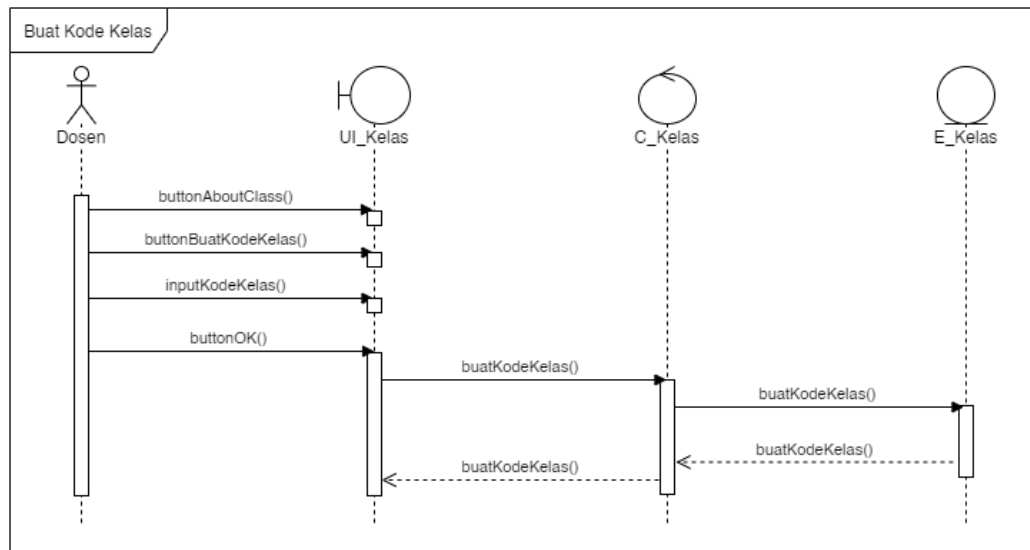 Buat Kode Kelas
Dosen
UI_Kelas
C_Kelas
E_Kelas
buttonAboutClass()
buttonBuatKodeKelas()
inputKodeKelas()
buttonOK()
buatKodeKelas()
buatKodeKelas()
buatKodeKelas()
buatKodeKelas()